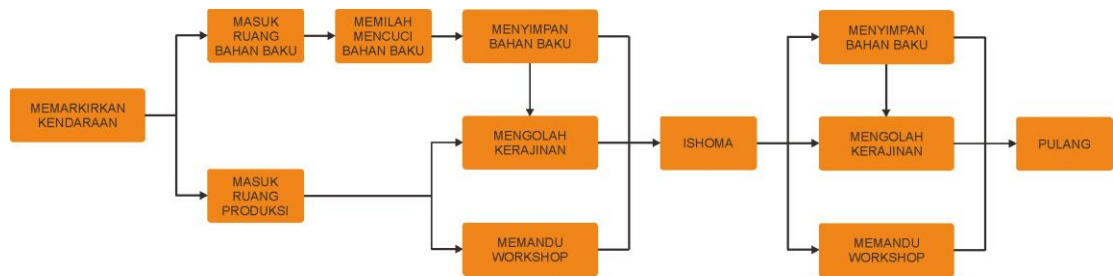 MASUK
RUANG
BAHAN BAKU
MEMILAH
MENCUCI
BAHAN BAKU
MENYIMPAN
BAHAN BAKU
MENYIMPAN
BAHAN BAKU
MEMARKIRKAN
KENDARAAN
MENGOLAH
KERAJINAN
ISHOMA
MENGOLAH
KERAJINAN
PULANG
MASUK
RUANG
PRODUKSI
MEMANDU
WORKSHOP
MEMANDU
WORKSHOP